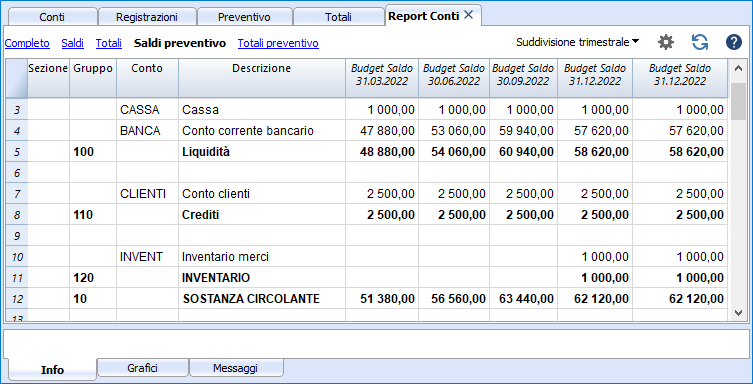 Conti Registrazioni Preventivo Totali Report Conti
Completo Saldi Totali Saldi preventivo Totali preventivo Suddivisione trimestrale
Sezione Gruppo Conto Descrizione Budget Saldo 31.03.2022 Budget Saldo 30.06.2022 Budget Saldo 30.09.2022 Budget Saldo 31.12.2022 Budget Saldo 31.12.2022
3 CASSA Cassa 1 000,00 1 000,00 1 000,00 1 000,00 1 000,00
4 BANCA Conto corrente bancario 47 880,00 53 060,00 59 940,00 57 620,00 57 620,00
5 100 Liquidità 48 880,00 54 060,00 60 940,00 58 620,00 58 620,00
6
7 CLIENTI Conto clienti 2 500,00 2 500,00 2 500,00 2 500,00 2 500,00
8 110 Crediti 2 500,00 2 500,00 2 500,00 2 500,00 2 500,00
9
10 INVENT Inventario merci 1 000,00 1 000,00
11 120 INVENTARIO 1 000,00 1 000,00
12 10 SOSTANZA CIRCOLANTE 51 380,00 56 560,00 63 440,00 62 120,00 62 120,00
13
Info Grafici Messaggi